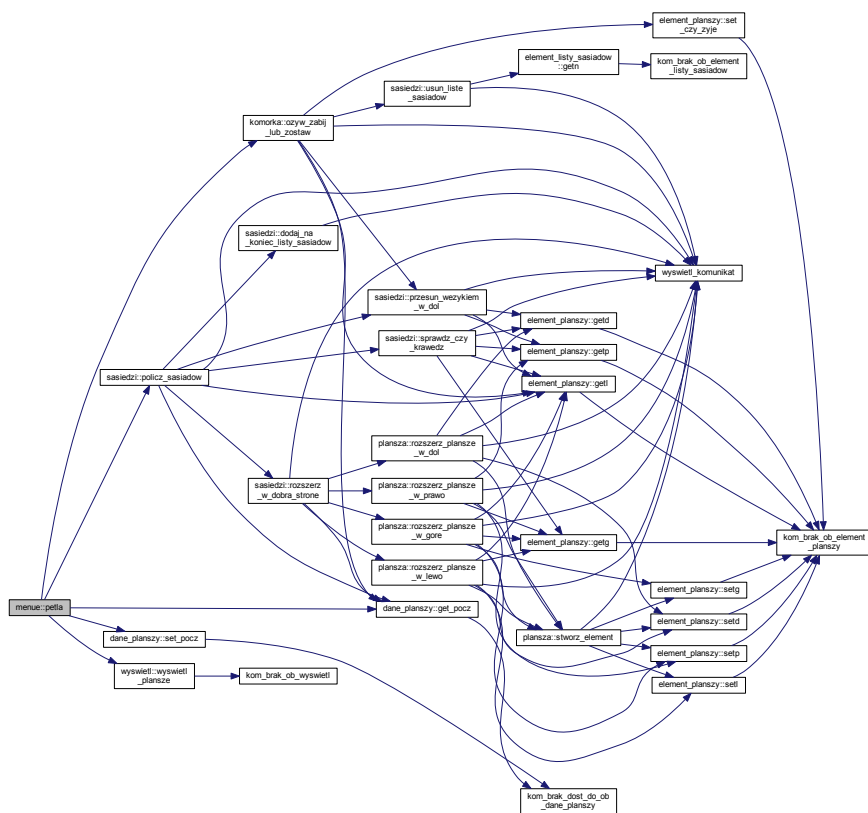 element_planszy::set
_czy_zyje
element_listy_sasiadow
::getn
kom_brak_ob_element
_listy_sasiadow
sasiedzi::usun_liste
_sasiadow
komorka::ozyw_zabij
_lub_zostaw
sasiedzi::dodaj_na
_koniec_listy_sasiadow
wyswietl_komunikat
sasiedzi::przesun_wezykiem
_w_dol
element_planszy::getd
sasiedzi::sprawdz_czy
_krawedz
element_planszy::getp
sasiedzi::policz_sasiadow
element_planszy::getl
plansza::rozszerz_plansze
_w_dol
sasiedzi::rozszerz
_w_dobra_strone
plansza::rozszerz_plansze
_w_prawo
plansza::rozszerz_plansze
_w_gore
element_planszy::getg
kom_brak_ob_element
_planszy
plansza::rozszerz_plansze
_w_lewo
element_planszy::setg
menue::petla
dane_planszy::get_pocz
element_planszy::setd
dane_planszy::set_pocz
plansza::stworz_element
element_planszy::setp
wyswietl::wyswietl
_plansze
kom_brak_ob_wyswietl
element_planszy::setl
kom_brak_dost_do_ob
_dane_planszy